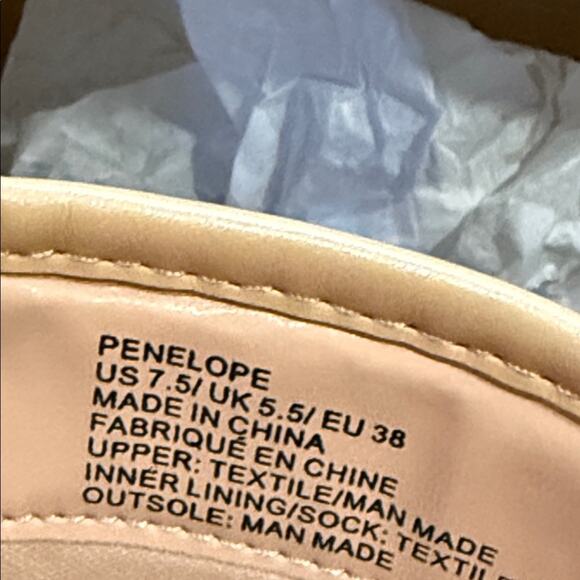 PENELOPE
US 7.5/ UK 5.5/ EU 38
MADE IN CHINA
FABRIQUÉ EN CHINE
UPPER: TEXTILE/MAN MADE
INNER LINING/SOCK: TEXTIL
OUTSOLE: MAN MADE